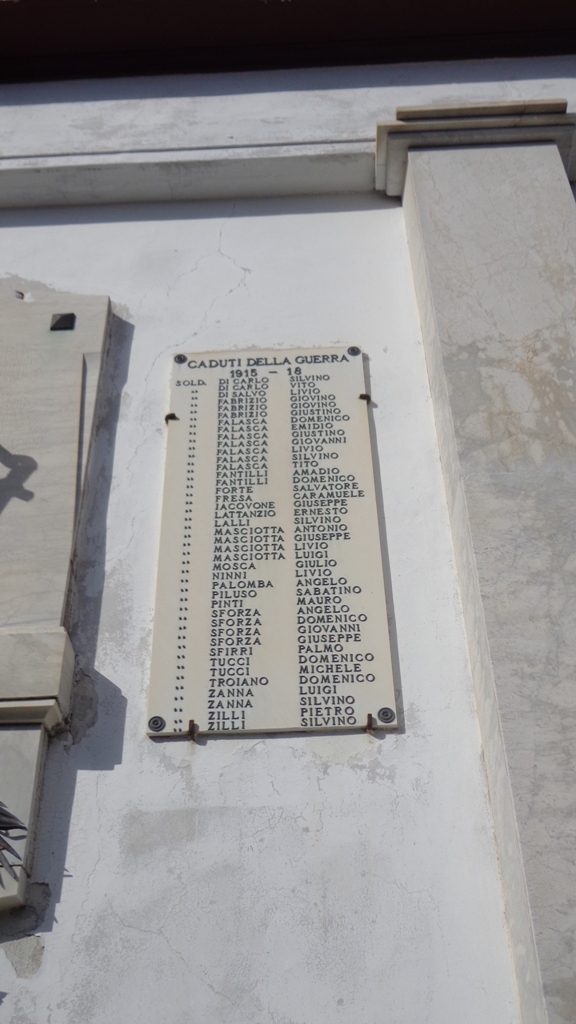 CADUTI DELLA GUERRA
1915 - 18
SOLD. DI CARLO SILVINO
" DI CARLO VITO
" DI SALVO LIVIO
" FABRIZIO GIOVINO
" FABRIZIO GIOVINO
" FABRIZIO GIUSTINO
" FALASCA DOMENICO
" FALASCA EMIDIO
" FALASCA GIUSTINO
" FALASCA GIOVANNI
" FALASCA LIVIO
" FALASCA SILVINO
" FALASCA TITO
" FANTILLI AMADIO
" FANTILLI DOMENICO
" FORTE SALVATORE
" FRESA CARAMUELE
" IACOVONE GIUSEPPE
" LATTANZIO ERNESTO
" LALLI SILVINO
" MASCIOTTA ANTONIO
" MASCIOTTA GIUSEPPE
" MASCIOTTA LIVIO
" MASCIOTTA LUIGI
" MOSCA GIULIO
" NINNI LIVIO
" PALOMBA ANGELO
" PILUSO SABATINO
" PINTI MAURO
" SFORZA ANGELO
" SFORZA DOMENICO
" SFORZA GIOVANNI
" SFORZA GIUSEPPE
" SFIRRI PALMO
" TUCCI DOMENICO
" TUCCI MICHELE
" TROIANO DOMENICO
" ZANNA LUIGI
" ZANNA SILVINO
" ZILLI PIETRO
" ZILLI SILVINO